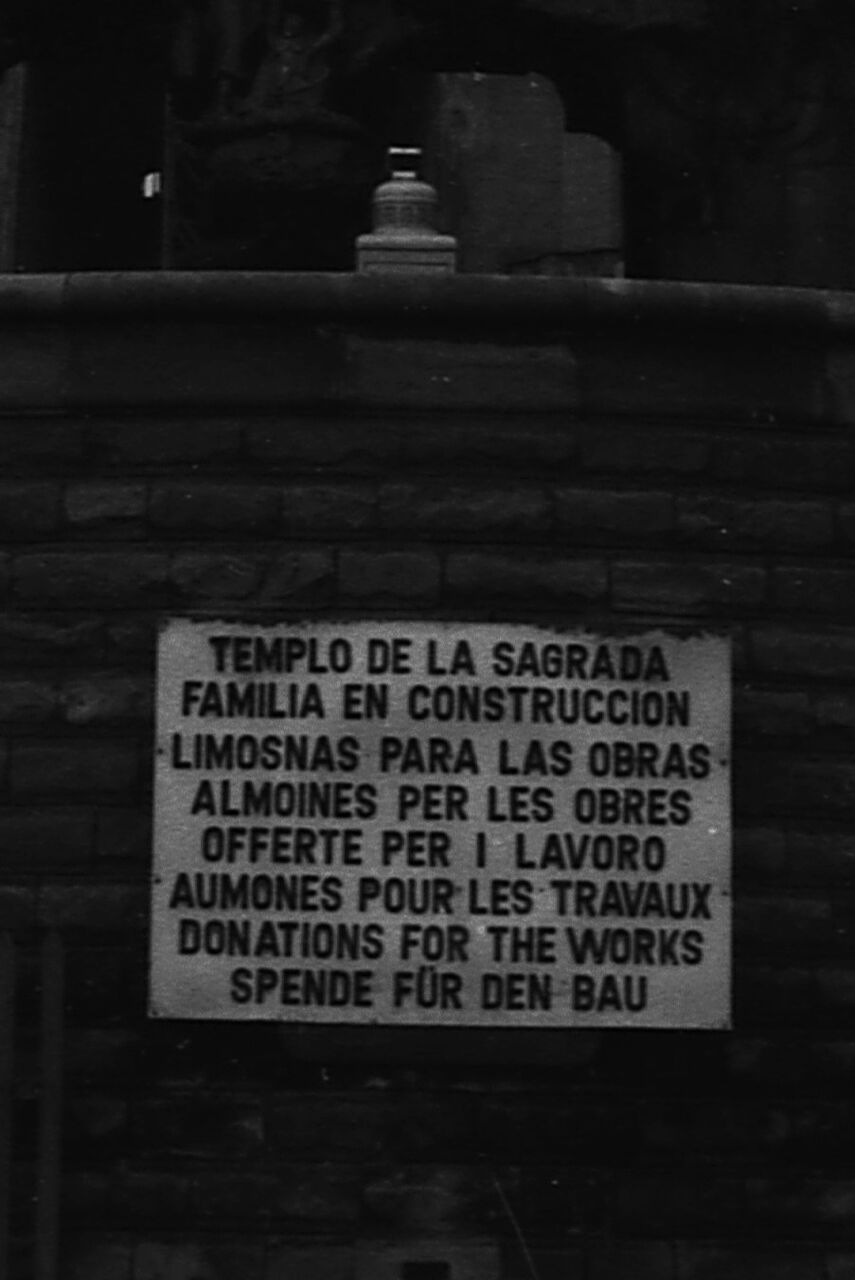 TEMPLO DE LA SAGRADA
FAMILIA EN CONSTRUCCION
LIMOSNAS PARA LAS OBRAS
ALMOINES PER LES OBRES
OFFERTE PER I LAVORO
AUMONES POUR LES TRAVAUX
DONATIONS FOR THE WORKS
SPENDE FÜR DEN BAU